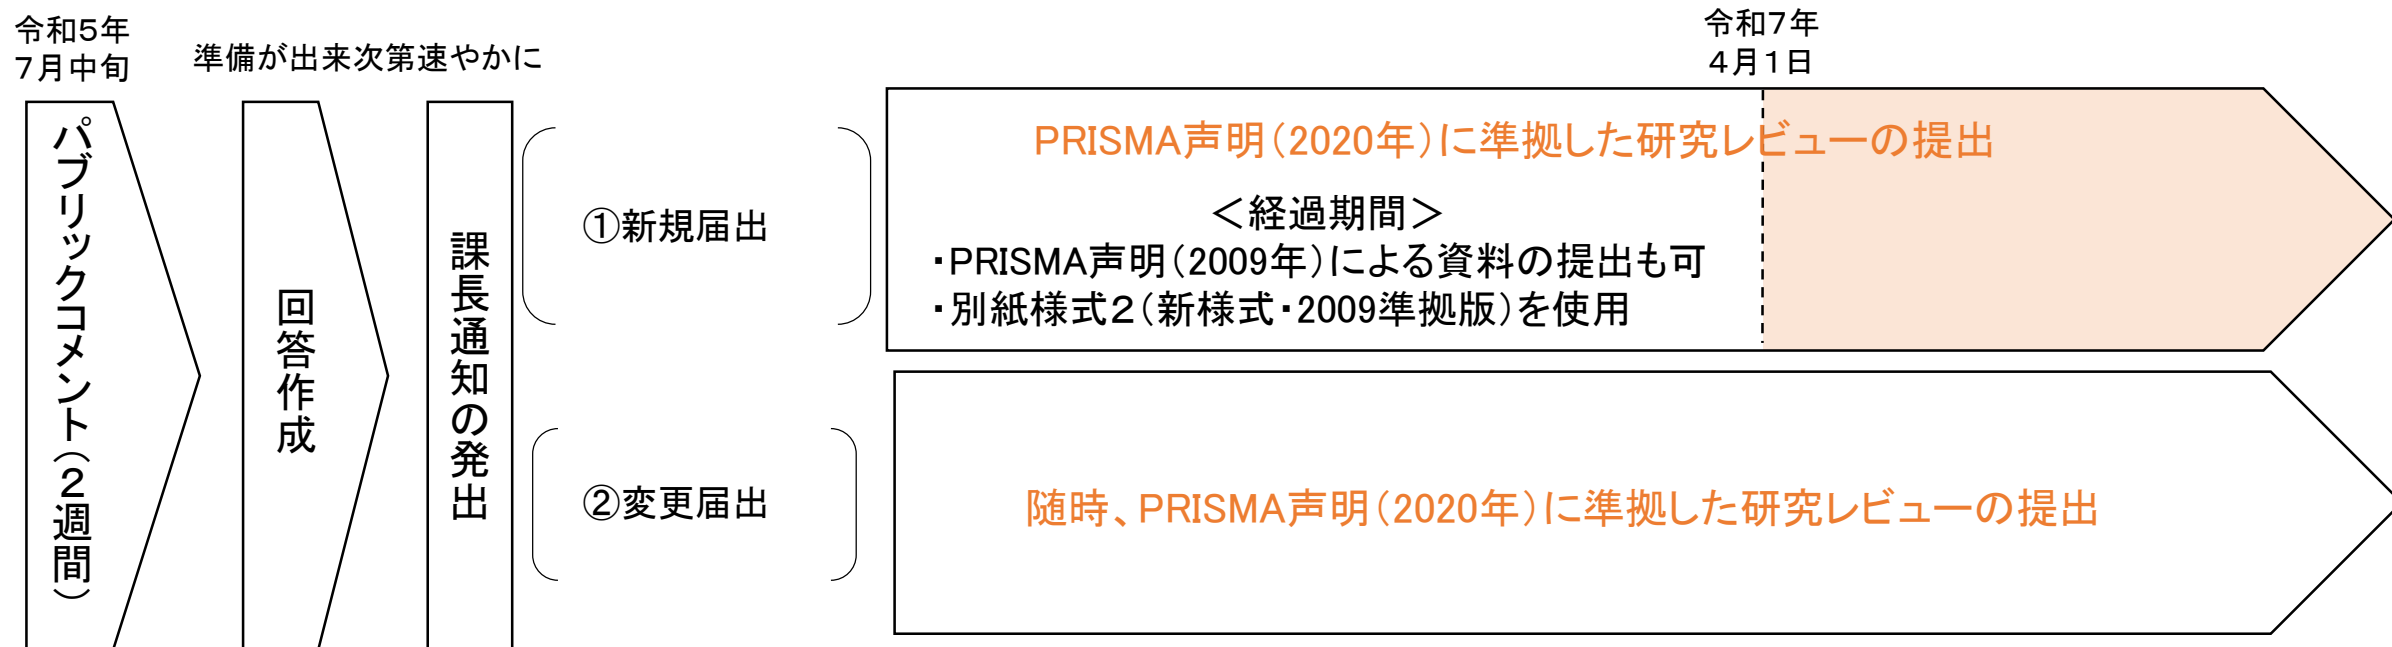 令和5年
7月中旬
準備が出来次第速やかに
令和7年
4月1日
パブリックコメント(2週間)
回答作成
課長通知の発出
①新規届出
PRISMA声明(2020年)に準拠した研究レビューの提出
<経過期間>
・PRISMA声明(2009年)による資料の提出も可
・別紙様式2(新様式・2009準拠版)を使用
②変更届出
随時、PRISMA声明(2020年)に準拠した研究レビューの提出